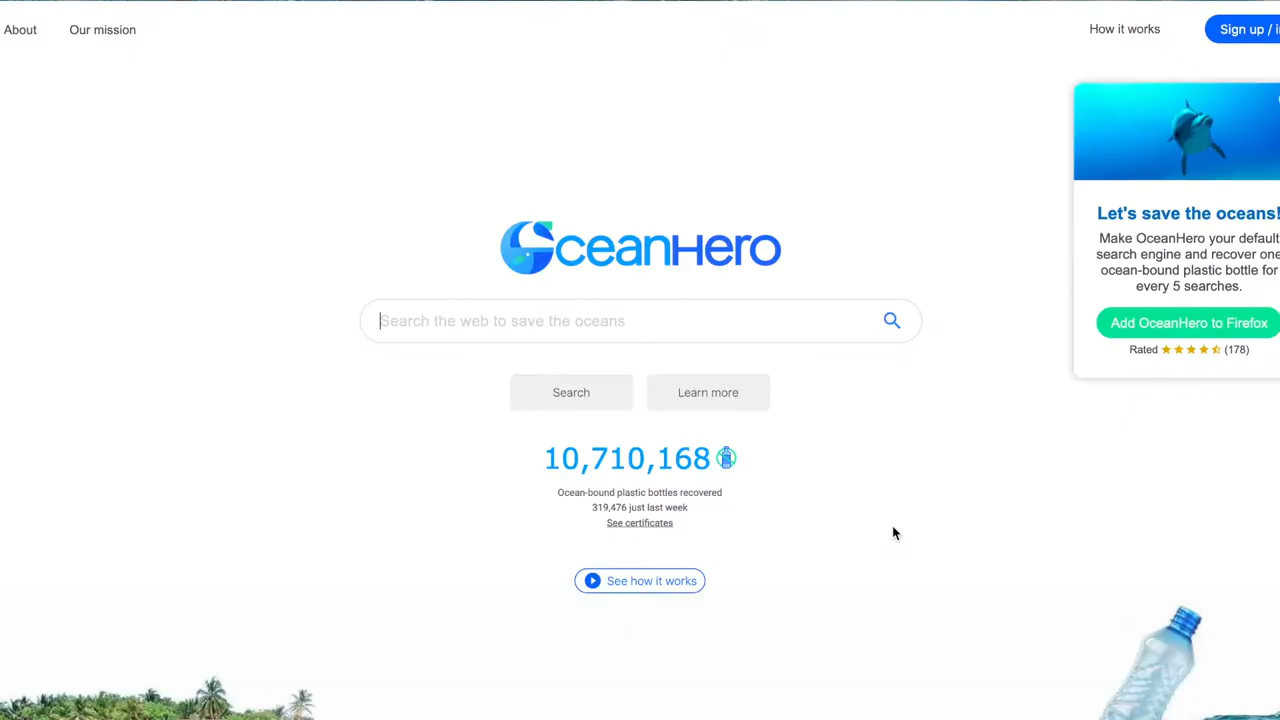 About
Our mission
How it works
Sign up / i
OceanHero
Search the web to save the oceans
Search
Learn more
10,710,168
Ocean-bound plastic bottles recovered
319,476 just last week
See certificates
See how it works
Let's save the oceans!
Make OceanHero your default
search engine and recover one
ocean-bound plastic bottle for
every 5 searches.
Add OceanHero to Firefox
Rated (178)